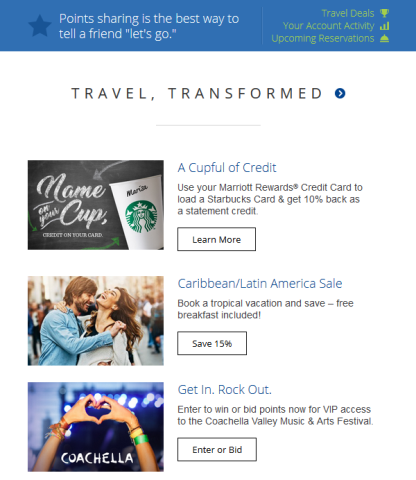 Points sharing is the best way to
tell a friend "let's go."
Travel Deals
Your Account Activity
Upcoming Reservations
TRAVEL, TRANSFORMED
Name
on your
Cup,
CREDIT ON YOUR CARD.
Marisa
A Cupful of Credit
Use your Marriott Rewards® Credit Card to
load a Starbucks Card & get 10% back as
a statement credit.
Learn More
Caribbean/Latin America Sale
Book a tropical vacation and save – free
breakfast included!
Save 15%
COACHELLA
Get In. Rock Out.
Enter to win or bid points now for VIP access
to the Coachella Valley Music & Arts Festival.
Enter or Bid